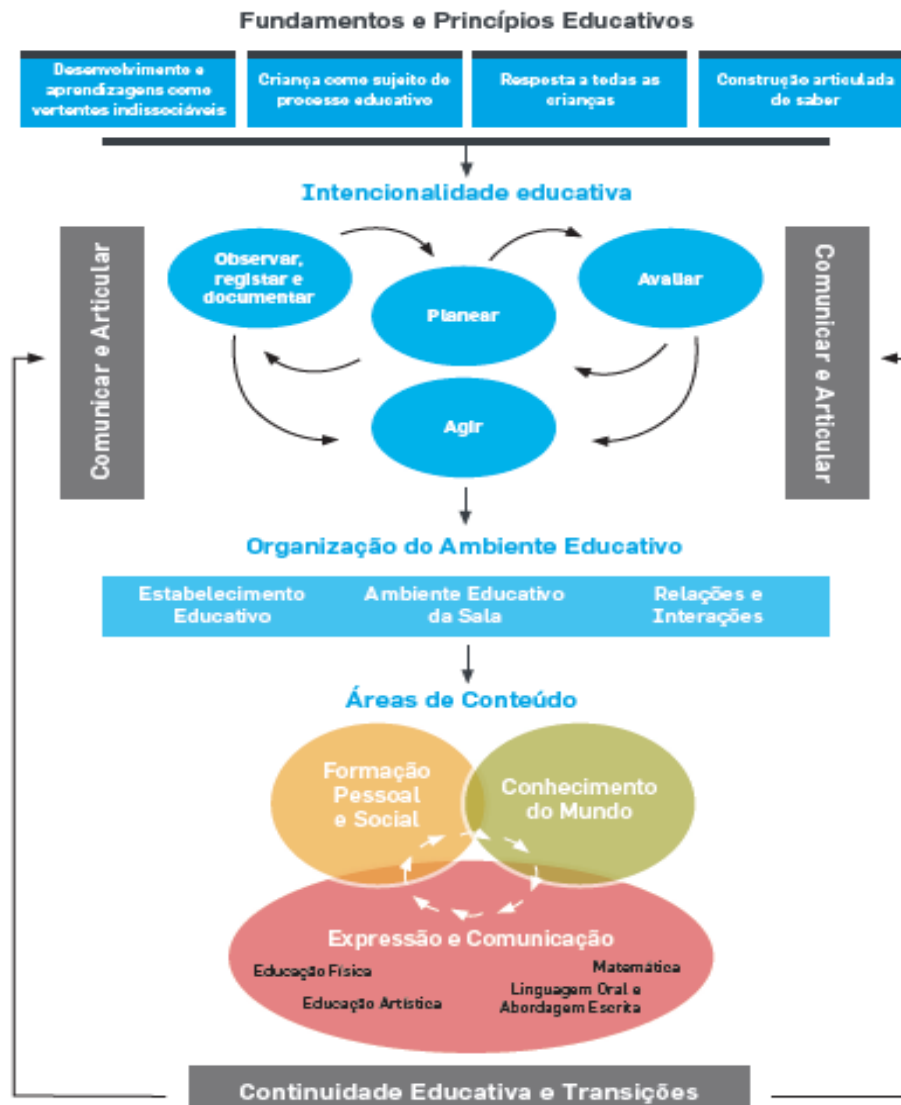 Fundamentos e Princípios Educativos
Desenvolvimento e
aprendizagens como
vertentes indissociáveis
Criança como sujeito do
processo educativo
Resposta a todas as
crianças
Construção articulada
do saber
Intencionalidade educativa
Comunicar e Articular
Observar,
registar e
documentar
Planear
Avaliar
Agir
Comunicar e Articular
Organização do Ambiente Educativo
Estabelecimento
Educativo
Ambiente Educativo
da Sala
Relações e
Interações
Áreas de Conteúdo
Formação
Pessoal
e Social
Conhecimento
do Mundo
Expressão e Comunicação
Educação Física
Educação Artística
Matemática
Linguagem Oral e
Abordagem Escrita
Continuidade Educativa e Transições